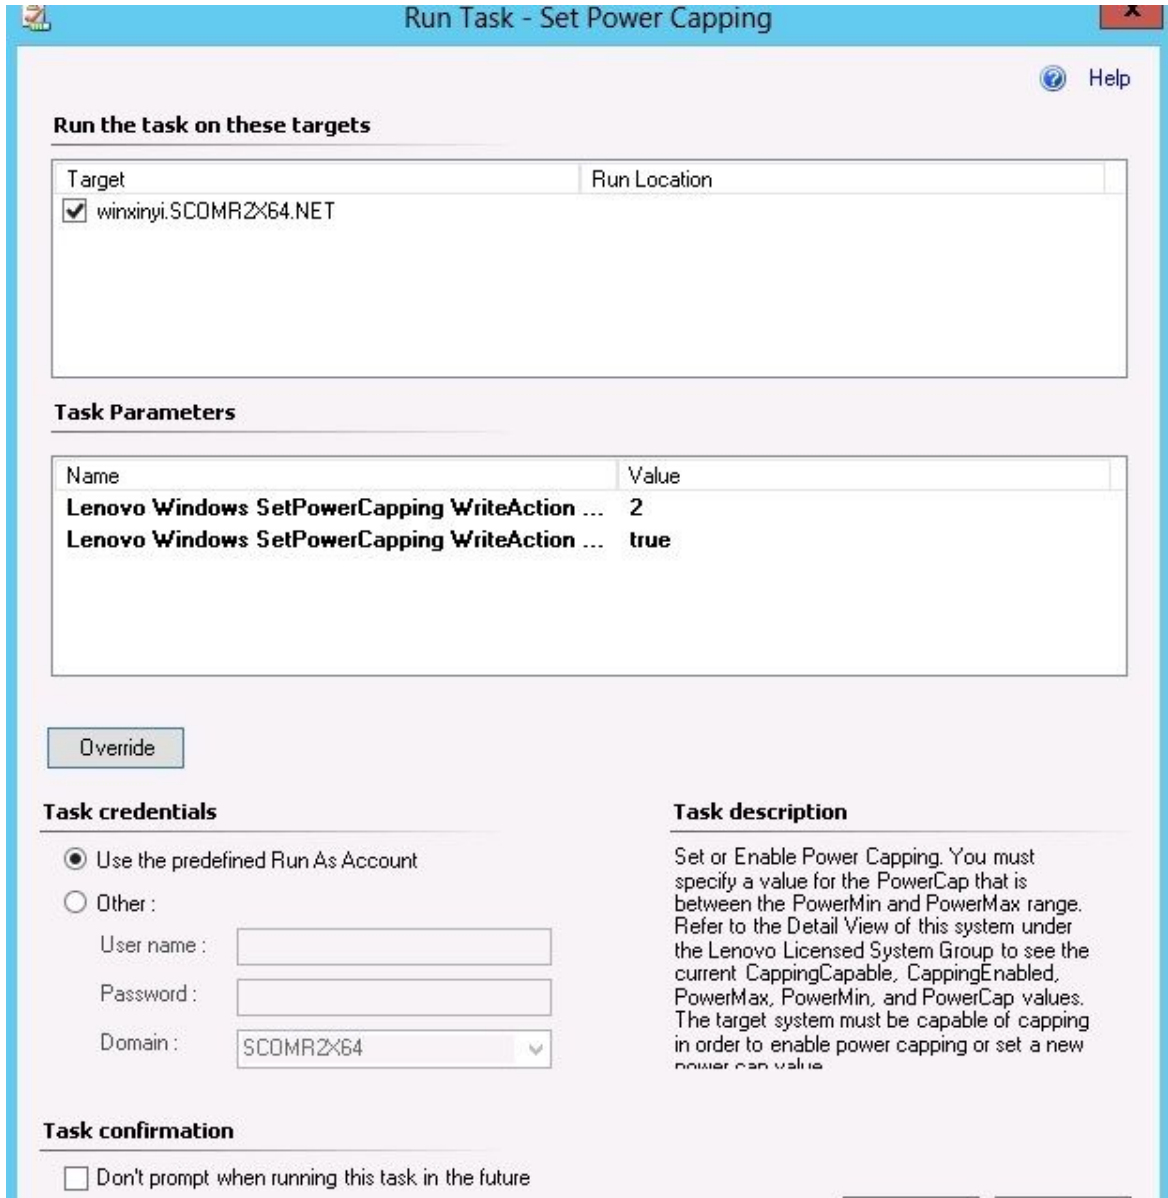 Run Task - Set Power Capping
x
Help
Run the task on these targets
Target Run Location
winxinyi.SCOMR2X64.NET
Task Parameters
Name Value
Lenovo Windows SetPowerCapping WriteAction ... 2
Lenovo Windows SetPowerCapping WriteAction ... true
Override
Task credentials
Use the predefined Run As Account
Other :
User name :
Password :
Domain : SCOMR2X64
Task description
Set or Enable Power Capping. You must
specify a value for the PowerCap that is
between the PowerMin and PowerMax range.
Refer to the Detail View of this system under
the Lenovo Licensed System Group to see the
current CappingCapable, CappingEnabled,
PowerMax, PowerMin, and PowerCap values.
The target system must be capable of capping
in order to enable power capping or set a new
power cap value
Task confirmation
Don't prompt when running this task in the future